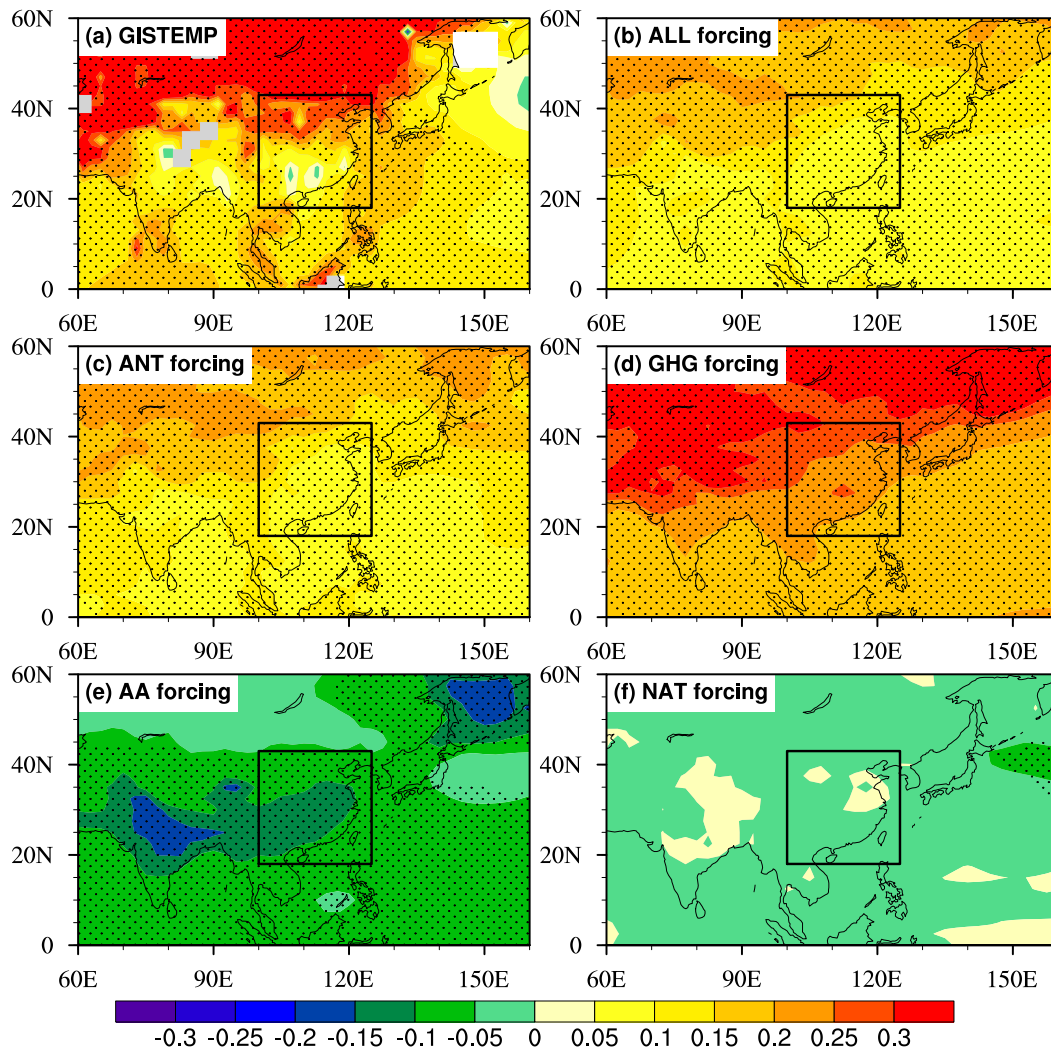 (a) GISTEMP
(b) ALL forcing
60N
40N
20N
0
60E 90E 120E 150E
60N
40N
20N
0
60E 90E 120E 150E
(c) ANT forcing
(d) GHG forcing
60N
40N
20N
0
60E 90E 120E 150E
60N
40N
20N
0
60E 90E 120E 150E
(e) AA forcing
(f) NAT forcing
60N
40N
20N
0
60E 90E 120E 150E
60N
40N
20N
0
60E 90E 120E 150E
-0.3 -0.25 -0.2 -0.15 -0.1 -0.05 0 0.05 0.1 0.15 0.2 0.25 0.3